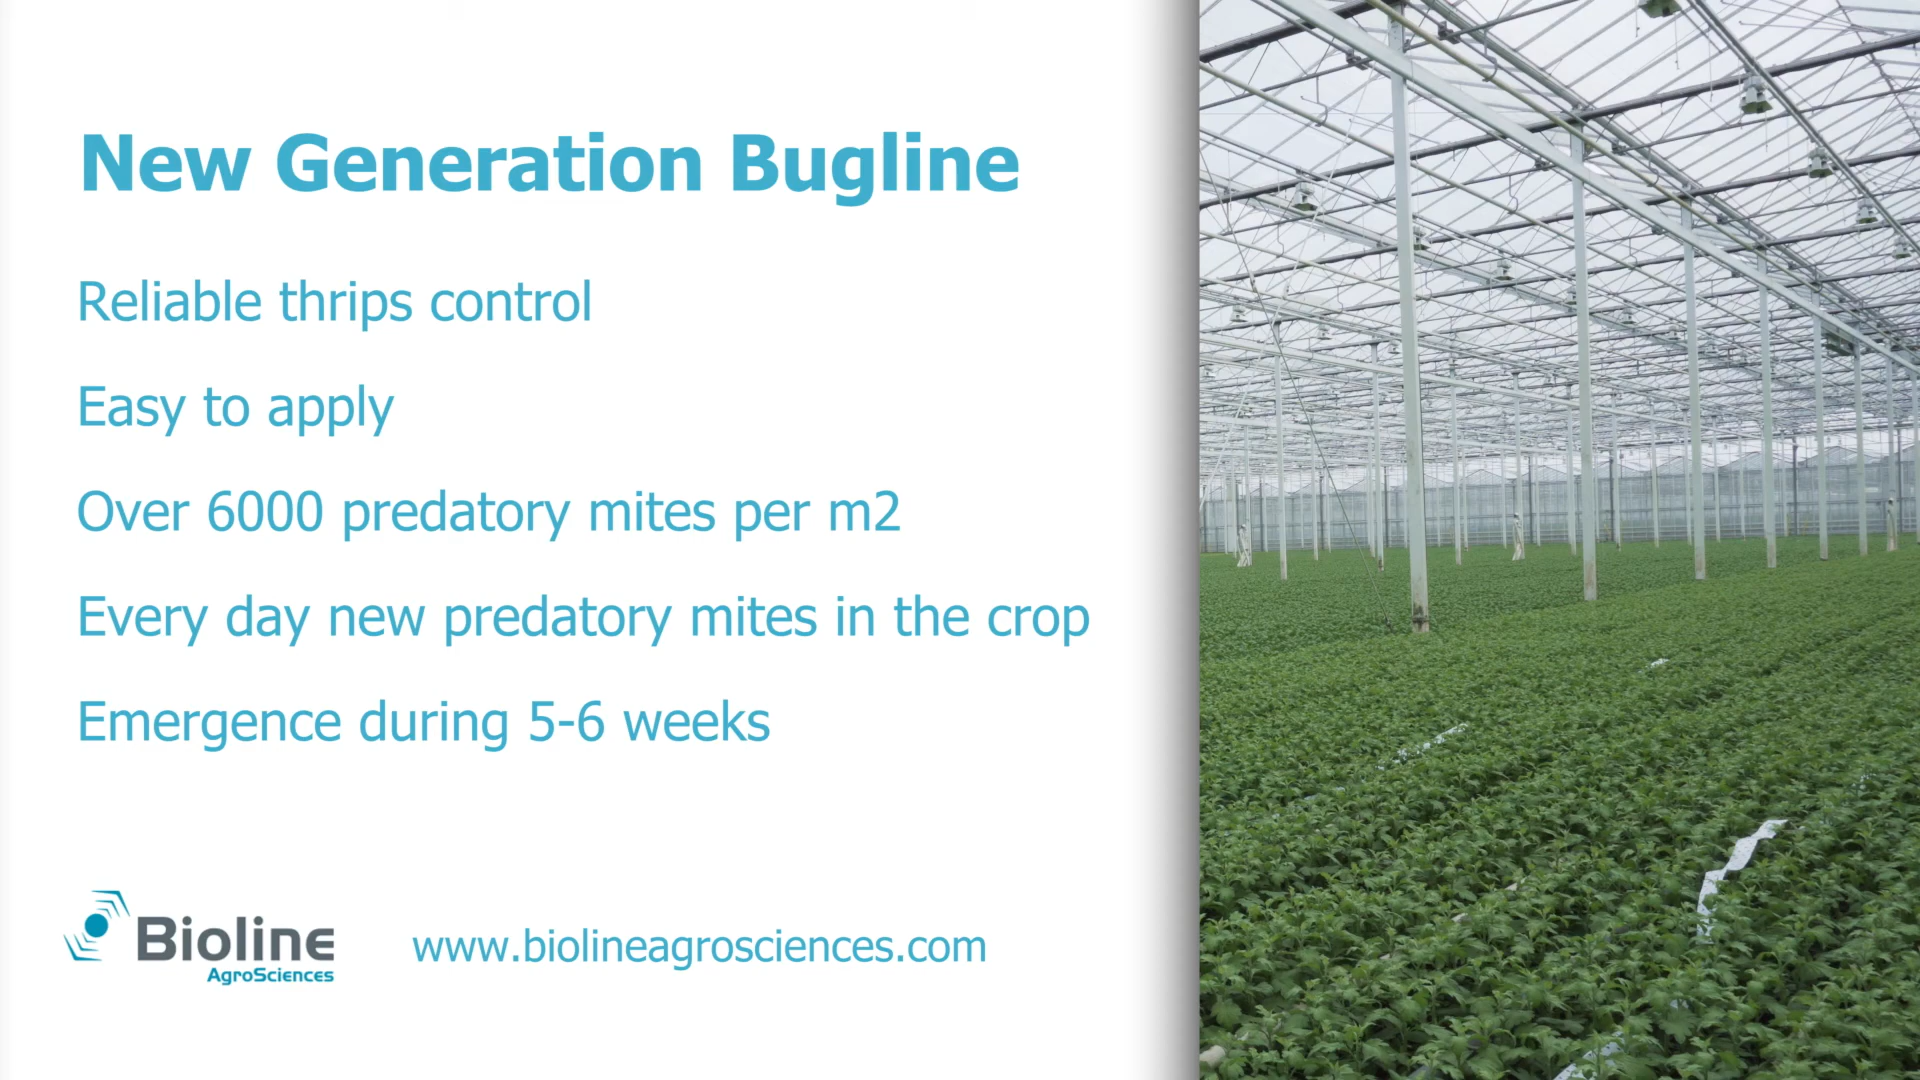 New Generation Bugline
Reliable thrips control
Easy to apply
Over 6000 predatory mites per m2
Every day new predatory mites in the crop
Emergence during 5-6 weeks
Bioline
AgroSciences
www.biolineagrosciences.com